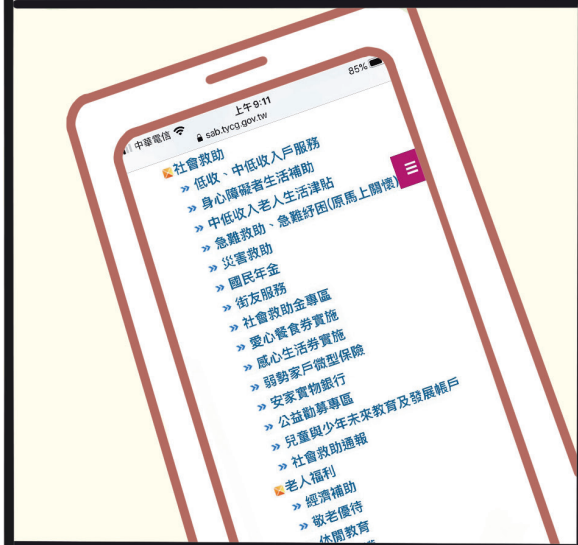 中華電信
上午9:11
85%
sab.tycg.gov.tw
社會救助
» 低收、中低收入戶服務
» 身心障礙者生活補助
» 中低收入老人生活津貼
» 急難救助、急難紓困(原馬上關懷)
» 災害救助
» 國民年金
» 街友服務
» 社會救助金專區
» 愛心餐食券實施
» 感心生活券實施
» 弱勢家戶微型保險
» 安家實物銀行
» 公益勸募專區
» 兒童與少年未來教育及發展帳戶
» 社會救助通報
老人福利
» 經濟補助
» 敬老優待
休閒教育